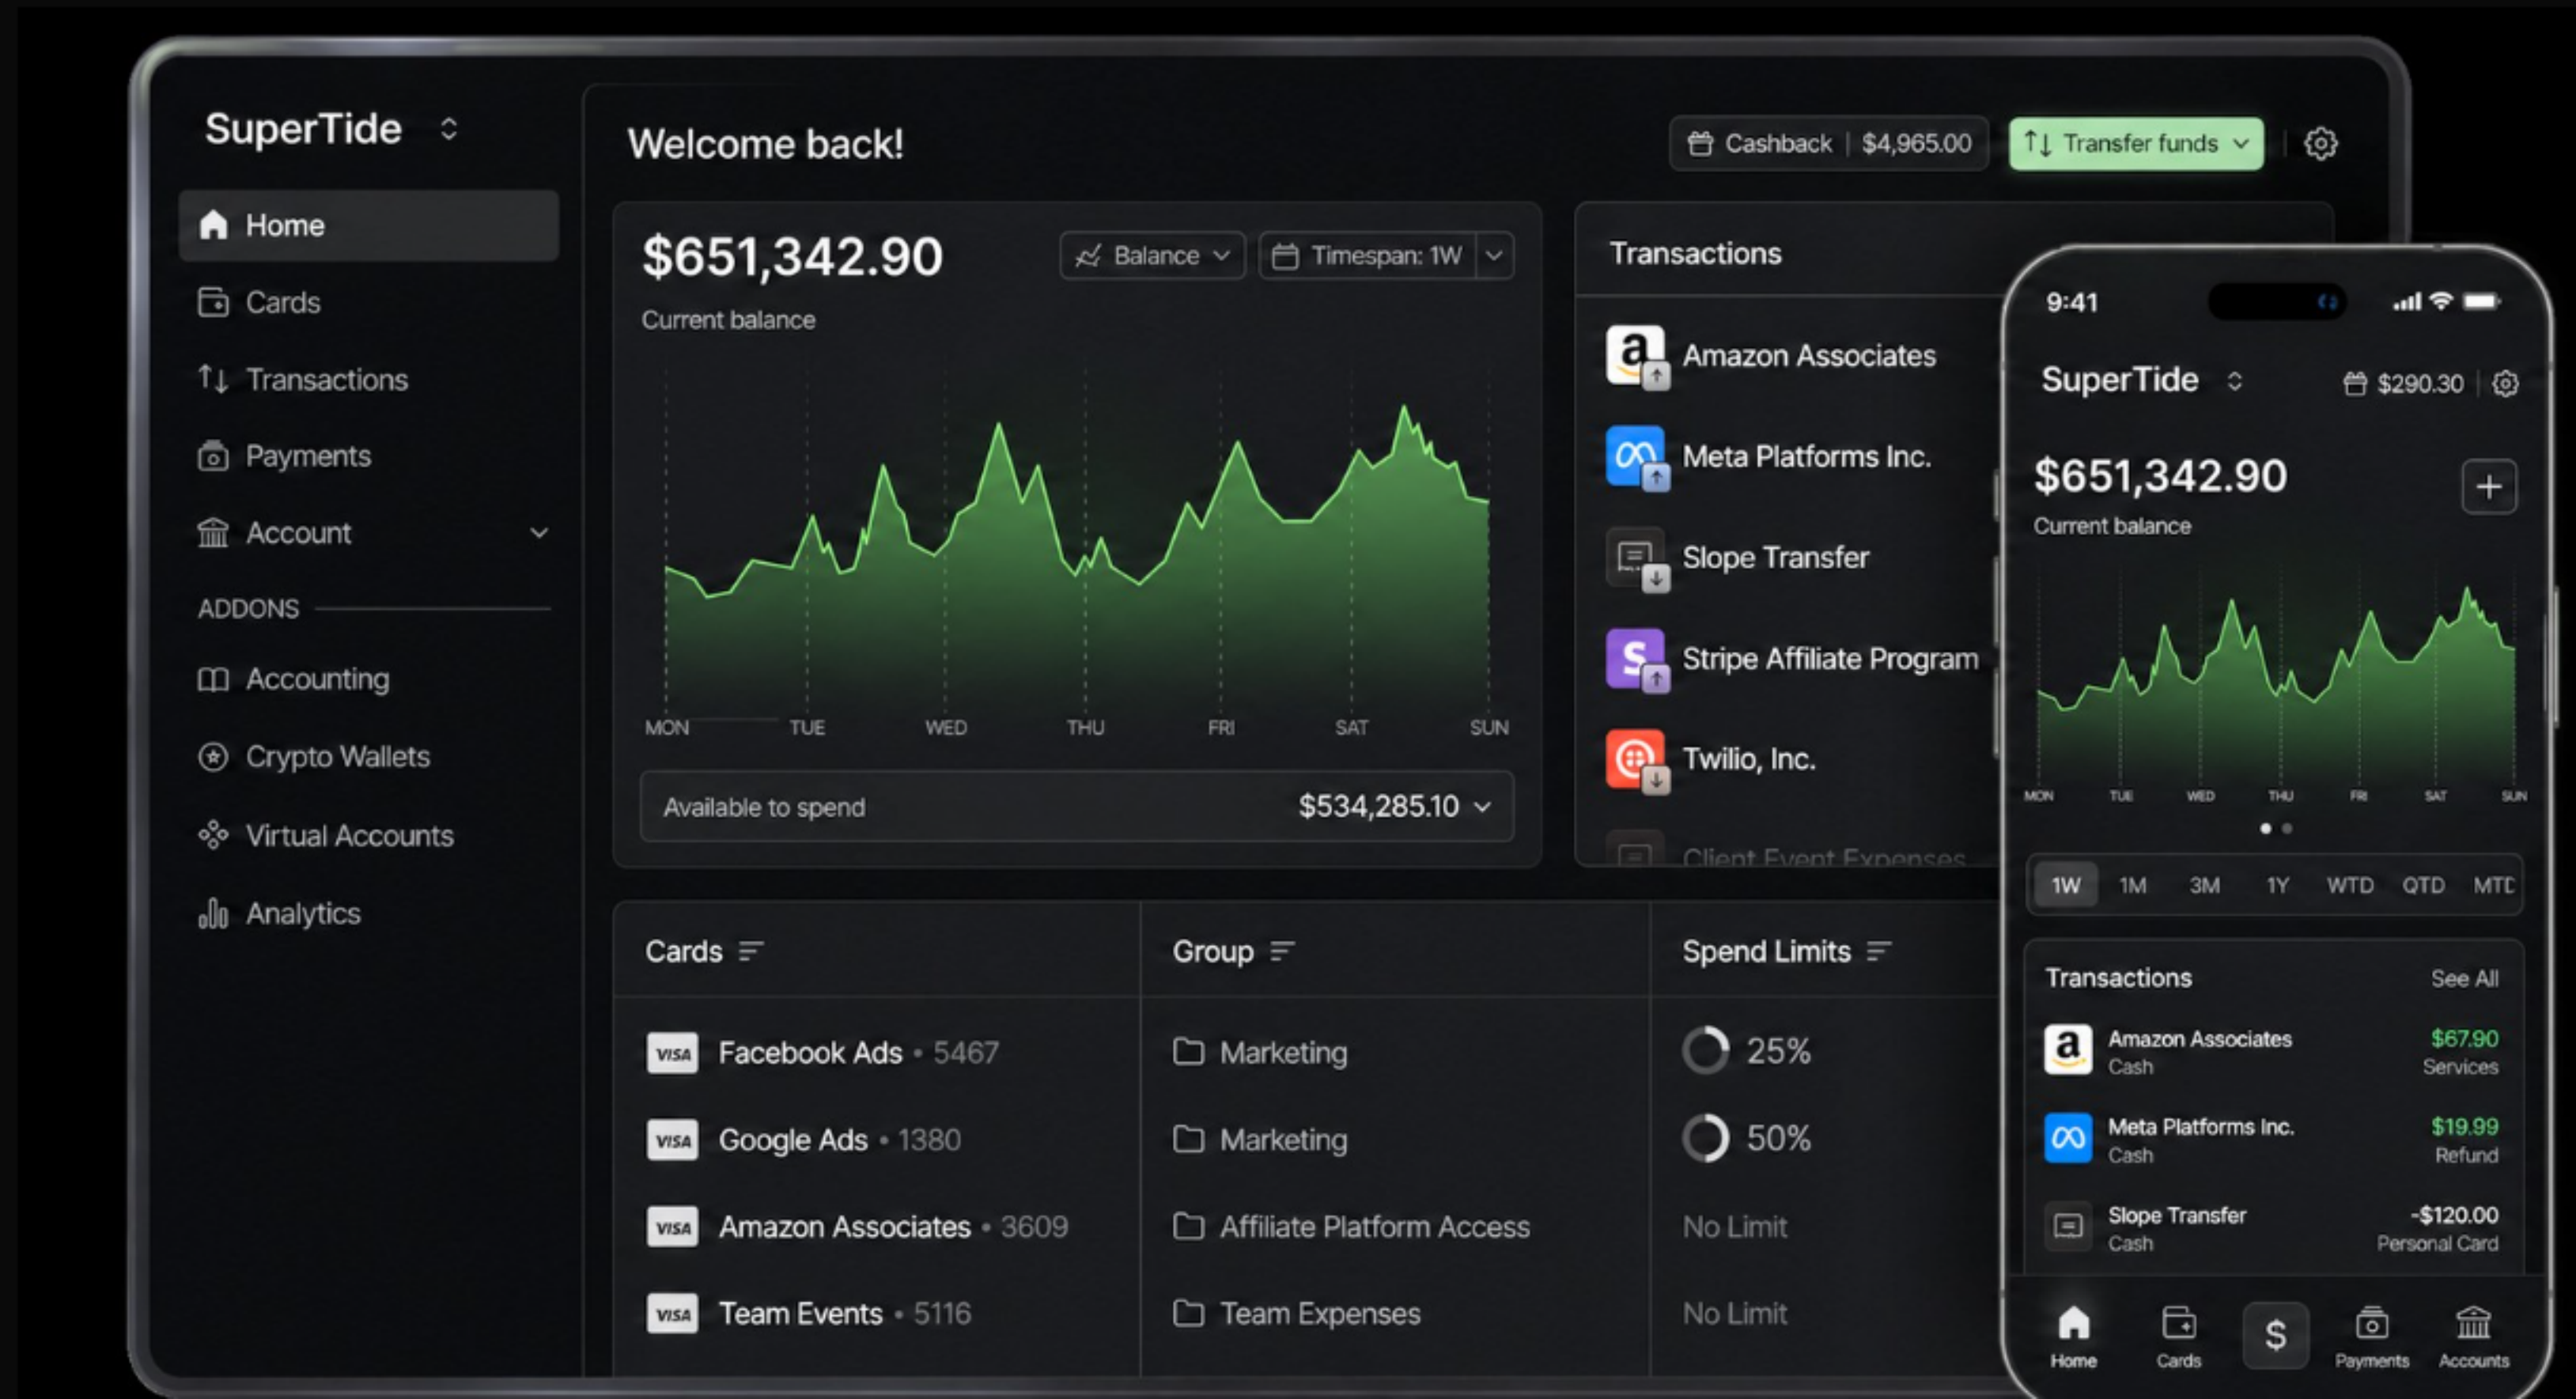 SuperTide
Home
Cards
Transactions
Payments
Account
ADDONS
Accounting
Crypto Wallets
Virtual Accounts
Analytics
Welcome back!
Cashback | $4,965.00
Transfer funds
$651,342.90
Balance
Timespan: 1W
Current balance
MON TUE WED THU FRI SAT SUN
Available to spend $534,285.10
Transactions
Amazon Associates
Meta Platforms Inc.
Slope Transfer
Stripe Affiliate Program
Twilio, Inc.
Client Event Expenses
Cards Group Spend Limits
VISA Facebook Ads • 5467 Marketing 25%
VISA Google Ads • 1380 Marketing 50%
VISA Amazon Associates • 3609 Affiliate Platform Access No Limit
VISA Team Events • 5116 Team Expenses No Limit
9:41
SuperTide $290.30
$651,342.90
Current balance
MON TUE WED THU FRI SAT SUN
1W 1M 3M 1Y WTD QTD MTD
Transactions See All
Amazon Associates $67.90
Cash Services
Meta Platforms Inc. $19.99
Cash Refund
Slope Transfer -$120.00
Cash Personal Card
Home Cards $ Payments Accounts